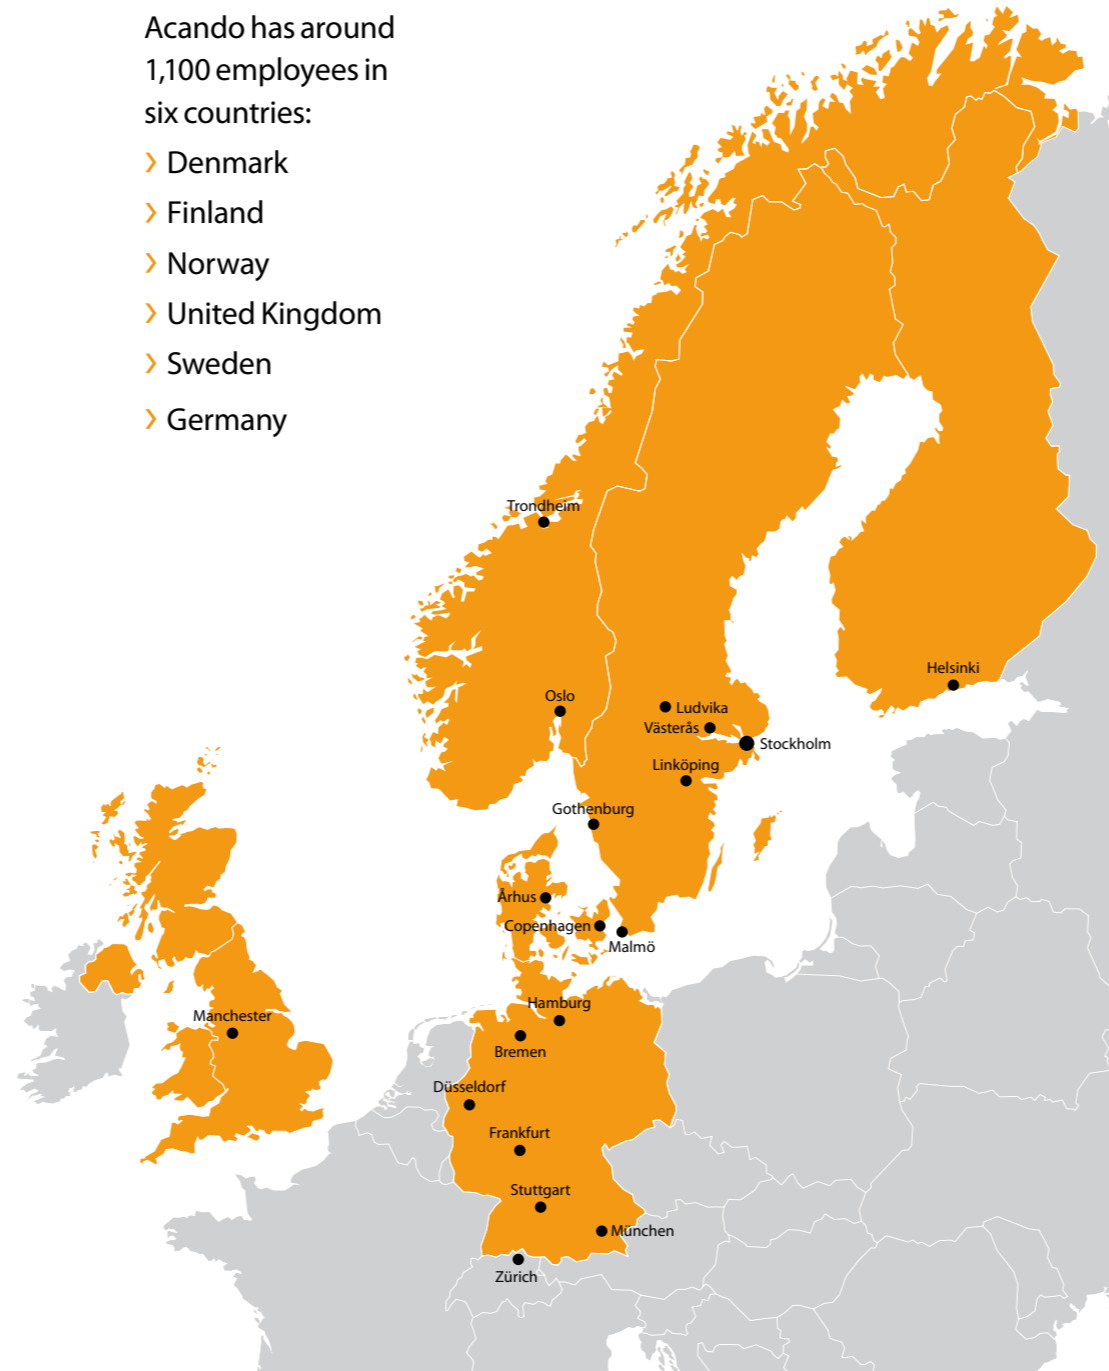 Acando has around
1,100 employees in
six countries:
› Denmark
› Finland
› Norway
› United Kingdom
› Sweden
› Germany
Trondheim
Helsinki
Oslo
Ludvika
Västerås
Stockholm
Linköping
Gothenburg
Århus
Copenhagen
Malmö
Hamburg
Manchester
Bremen
Düsseldorf
Frankfurt
Stuttgart
München
Zürich